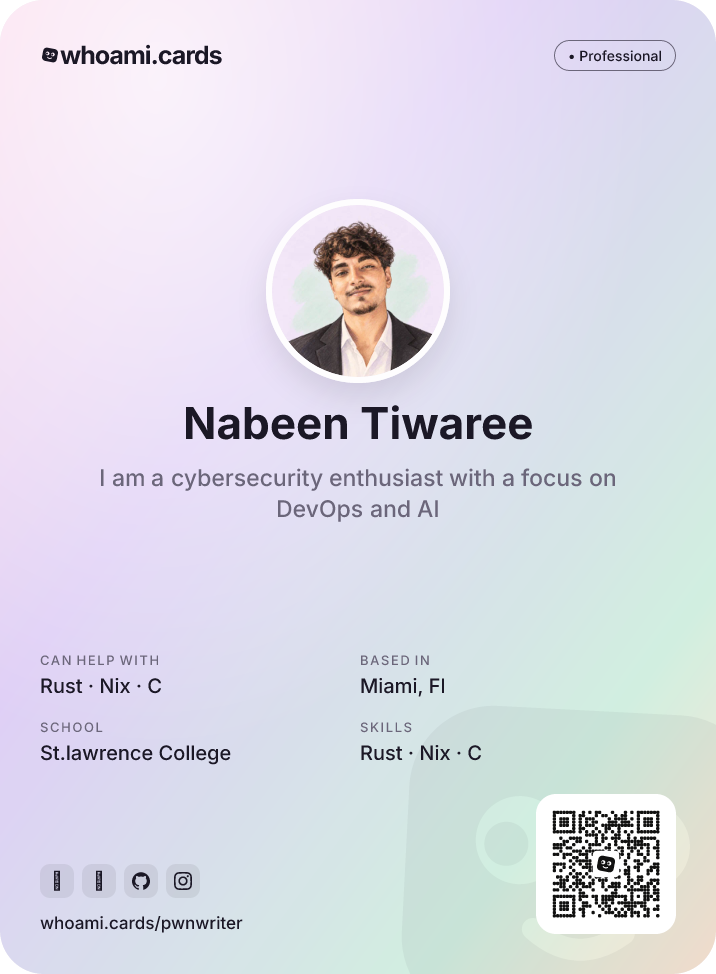 whoami.cards
• Professional
Nabeen Tiwaree
I am a cybersecurity enthusiast with a focus on
DevOps and AI
CAN HELP WITH
Rust · Nix · C
BASED IN
Miami, Fl
SCHOOL
St.lawrence College
SKILLS
Rust · Nix · C
whoami.cards/pwnwriter